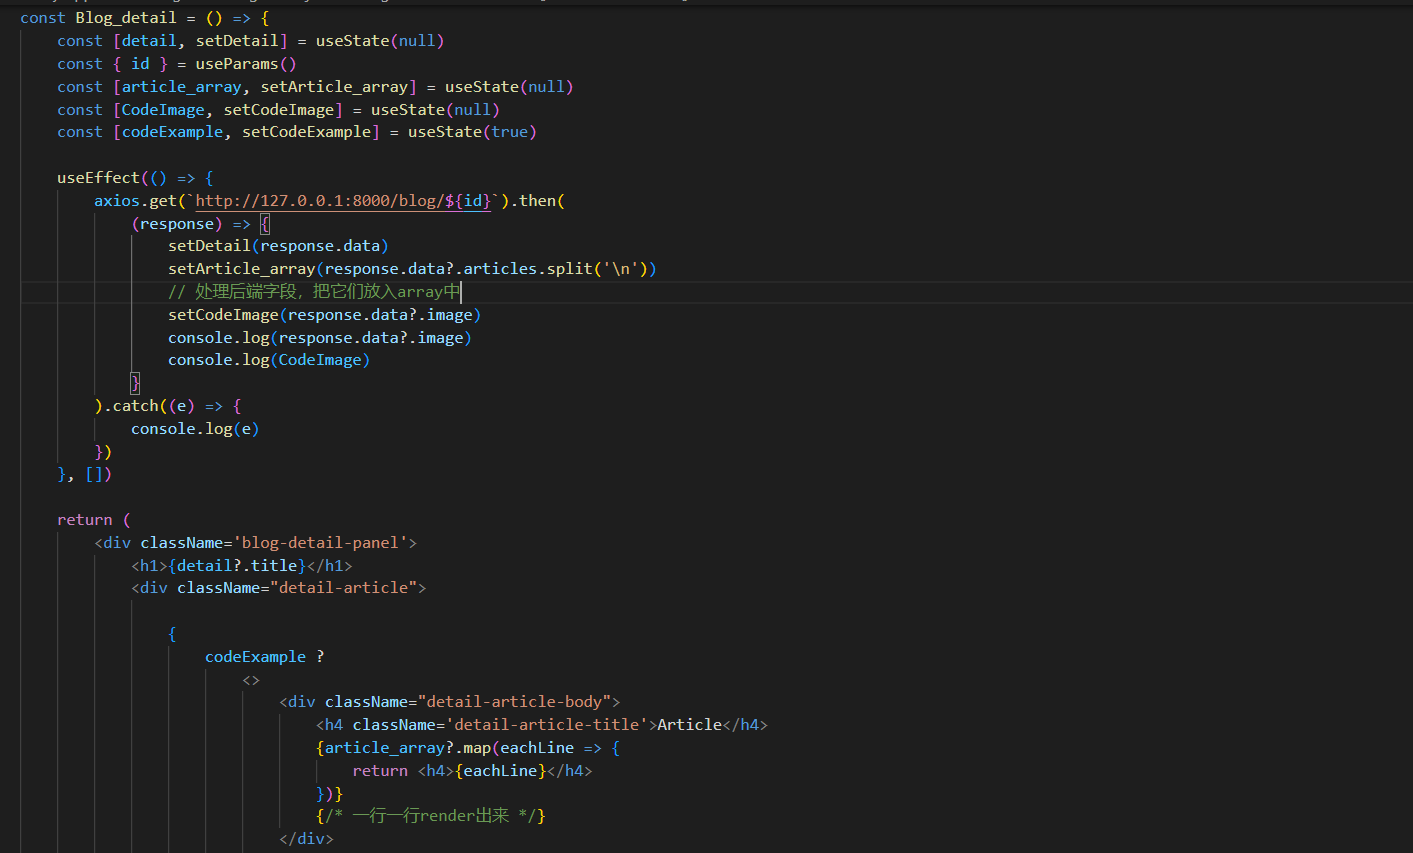 const Blog_detail = () => {
const [detail, setDetail] = useState(null)
const { id } = useParams()
const [article_array, setArticle_array] = useState(null)
const [CodeImage, setCodeImage] = useState(null)
const [codeExample, setCodeExample] = useState(true)
useEffect(() => {
axios.get(`http://127.0.0.1:8000/blog/${id}`).then(
(response) => {
setDetail(response.data)
setArticle_array(response.data?.articles.split('\n'))
// 处理后端字段，把它们放入array中
setCodeImage(response.data?.image)
console.log(response.data?.image)
console.log(CodeImage)
}
).catch((e) => {
console.log(e)
})
}, [])
return (
<div className='blog-detail-panel'>
<h1>{detail?.title}</h1>
<div className="detail-article">
{
codeExample ?
<>
<div className="detail-article-body">
<h4 className='detail-article-title'>Article</h4>
{article_array?.map(eachLine => {
return <h4>{eachLine}</h4>
})}
{/* 一行一行render出来 */}
</div>